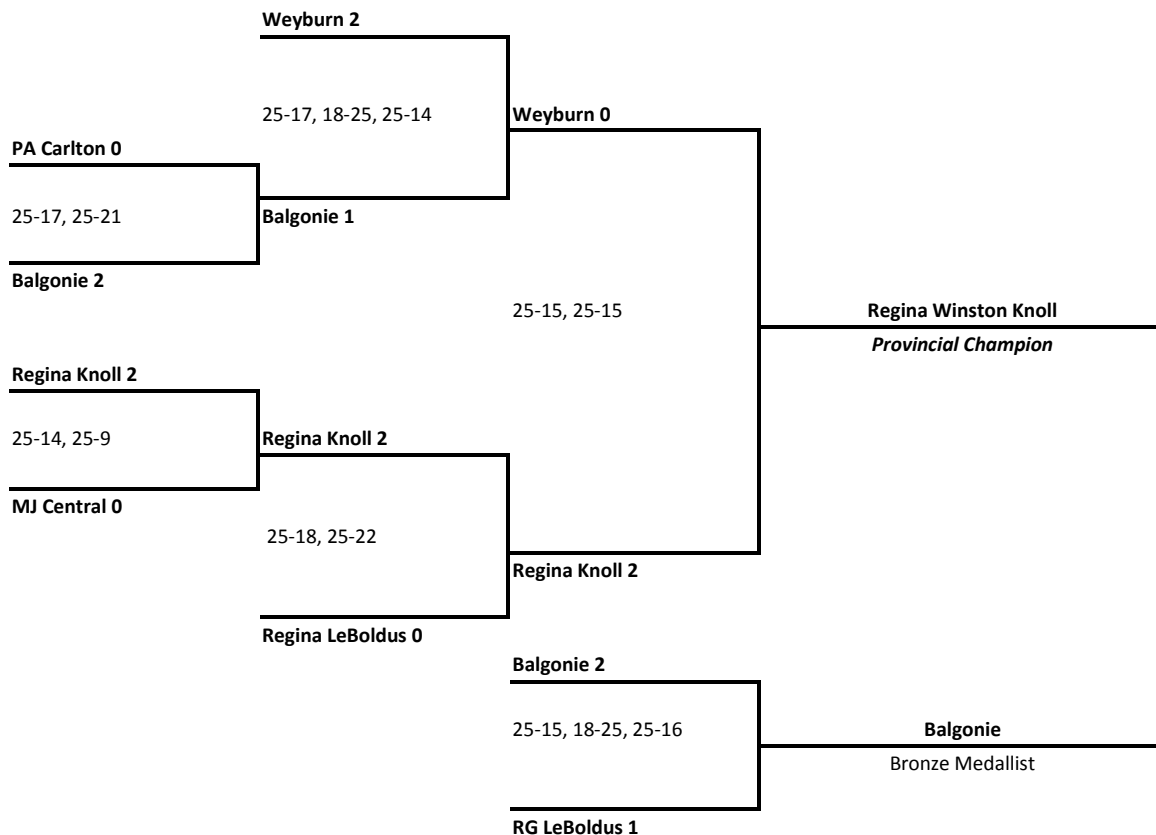 Weyburn 2
25-17, 18-25, 25-14
Weyburn 0
PA Carlton 0
25-17, 25-21
Balgonie 1
Balgonie 2
25-15, 25-15
Regina Winston Knoll
Provincial Champion
Regina Knoll 2
25-14, 25-9
Regina Knoll 2
MJ Central 0
25-18, 25-22
Regina Knoll 2
Regina LeBoldus 0
Balgonie 2
25-15, 18-25, 25-16
Balgonie
Bronze Medallist
RG LeBoldus 1